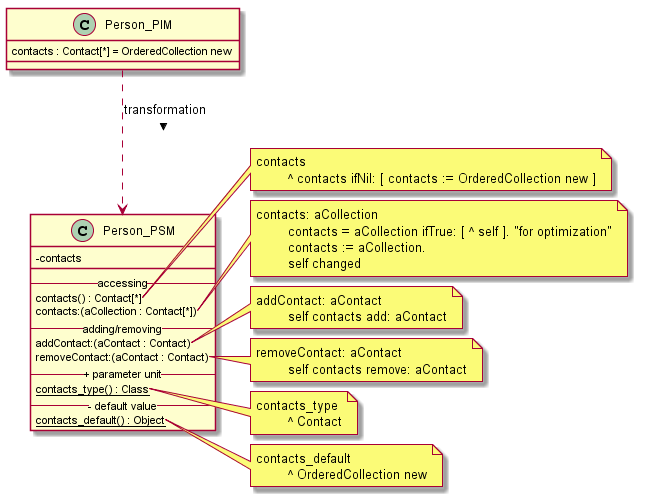 C Person_PIM
contacts : Contact[*] = OrderedCollection new
transformation
▼
C Person_PSM
-contacts
accessing
contacts() : Contact[*]
contacts:(aCollection : Contact[*])
adding/removing
addContact:(aContact : Contact)
removeContact:(aContact : Contact)
+ parameter unit
contacts_type() : Class
- default value
contacts_default() : Object
contacts
^ contacts ifNil: [ contacts := OrderedCollection new ]
contacts: aCollection
contacts = aCollection ifTrue: [ ^ self ]. "for optimization"
contacts := aCollection.
self changed
addContact: aContact
self contacts add: aContact
removeContact: aContact
self contacts remove: aContact
contacts_type
^ Contact
contacts_default
^ OrderedCollection new